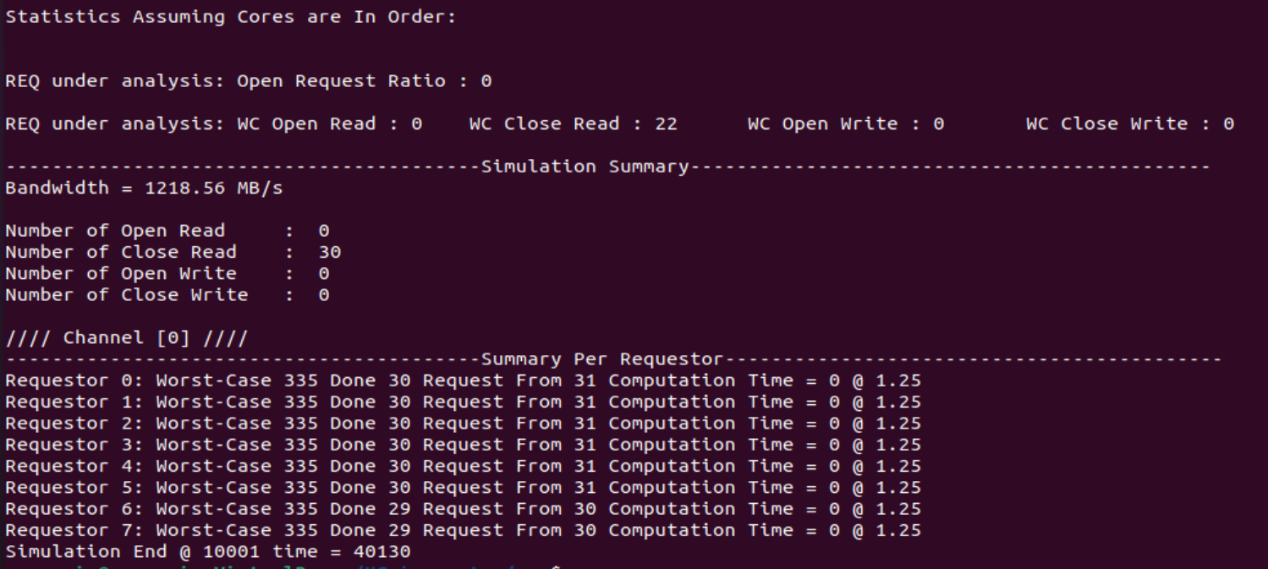 Statistics Assuming Cores are In Order:
REQ under analysis: Open Request Ratio : 0
REQ under analysis: WC Open Read : 0    WC Close Read : 22      WC Open Write : 0       WC Close Write : 0
-----------------------------------------Simulation Summary---------------------------------------------
Bandwidth = 1218.56 MB/s
Number of Open Read     :  0
Number of Close Read    :  30
Number of Open Write    :  0
Number of Close Write   :  0
//// Channel [0] ////
-----------------------------------------Summary Per Requestor-------------------------------------------
Requestor 0: Worst-Case 335 Done 30 Request From 31 Computation Time = 0 @ 1.25
Requestor 1: Worst-Case 335 Done 30 Request From 31 Computation Time = 0 @ 1.25
Requestor 2: Worst-Case 335 Done 30 Request From 31 Computation Time = 0 @ 1.25
Requestor 3: Worst-Case 335 Done 30 Request From 31 Computation Time = 0 @ 1.25
Requestor 4: Worst-Case 335 Done 30 Request From 31 Computation Time = 0 @ 1.25
Requestor 5: Worst-Case 335 Done 30 Request From 31 Computation Time = 0 @ 1.25
Requestor 6: Worst-Case 335 Done 29 Request From 30 Computation Time = 0 @ 1.25
Requestor 7: Worst-Case 335 Done 29 Request From 30 Computation Time = 0 @ 1.25
Simulation End @ 10001 time = 40130